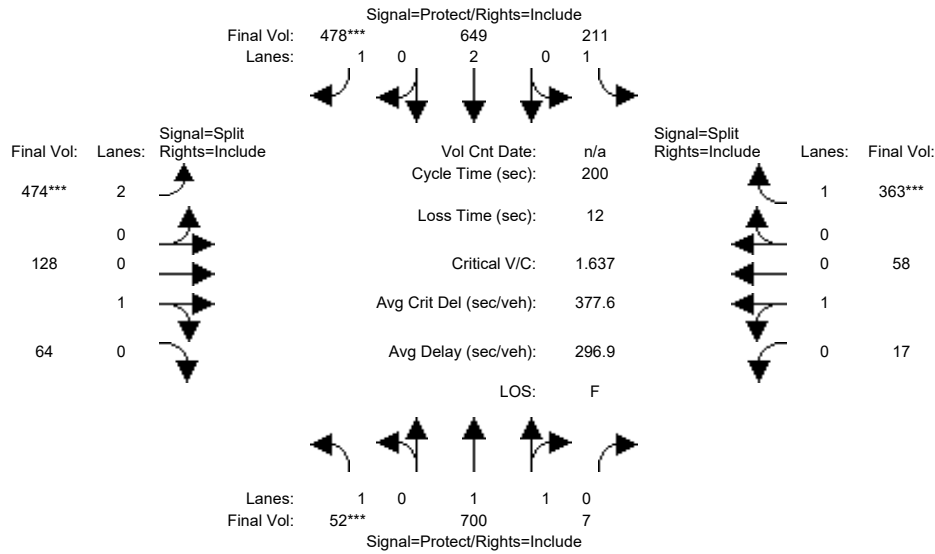 Signal=Protect/Rights=Include
Final Vol: 478*** 649 211
Lanes: 1 0 2 0 1
Signal=Split Signal=Split
Final Vol: Lanes: Rights=Include Vol Cnt Date: n/a Rights=Include Lanes: Final Vol:
Cycle Time (sec): 200
474*** 2 1 363***
Loss Time (sec): 12
0 0
128 0 Critical V/C: 1.637 0 58
1 Avg Crit Del (sec/veh): 377.6 1
64 0 Avg Delay (sec/veh): 296.9 0 17
LOS: F
Lanes: 1 0 1 1 0
Final Vol: 52*** 700 7
Signal=Protect/Rights=Include